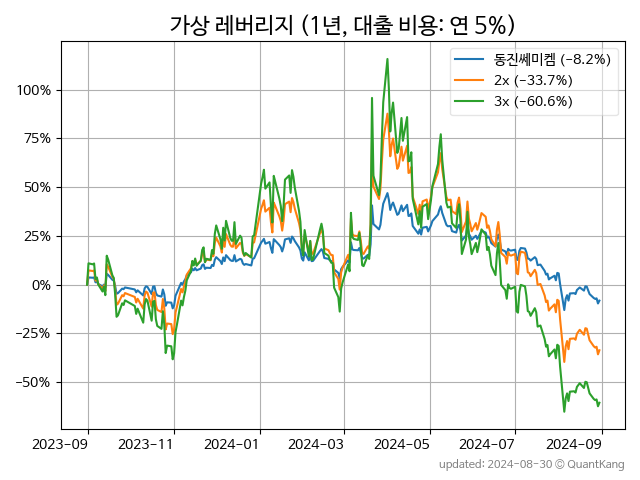 가상 레버리지 (1년, 대출 비용: 연 5%)
동진쎄미켐 (−8.2%)
2x (−33.7%)
3x (−60.6%)
100%
75%
50%
25%
0%
−25%
−50%
2023-09
2023-11
2024-01
2024-03
2024-05
2024-07
2024-09
updated: 2024-08-30 © QuantKang